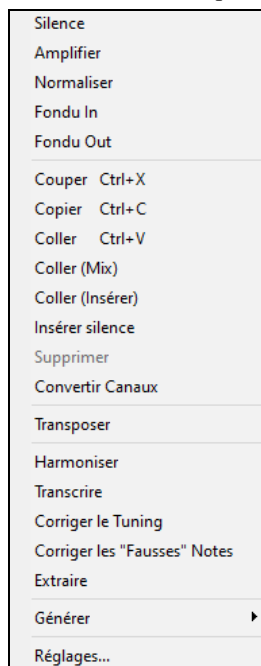 Silence
Amplifier
Normaliser
Fondu In
Fondu Out
Couper Ctrl+X
Copier Ctrl+C
Coller Ctrl+V
Coller (Mix)
Coller (Insérer)
Insérer silence
Supprimer
Convertir Canaux
Transposer
Harmoniser
Transcrire
Corriger le Tuning
Corriger les "Fausses" Notes
Extraire
Générer
Réglages...